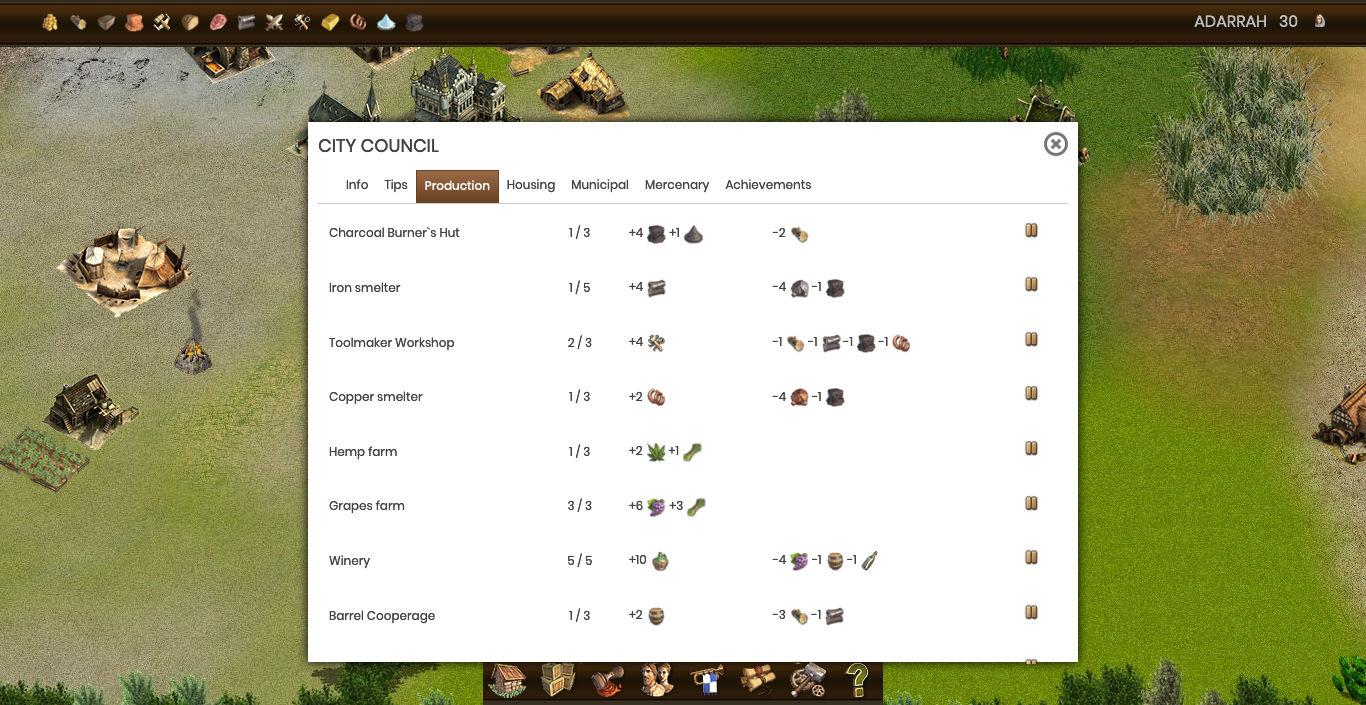 ADARRAH 30
CITY COUNCIL
Info Tips Production Housing Municipal Mercenary Achievements
Charcoal Burner`s Hut 1 / 3 +4 +1 -2
Iron smelter 1 / 5 +4 -4 -1
Toolmaker Workshop 2 / 3 +4 -1 -1 -1 -1
Copper smelter 1 / 3 +2 -4 -1
Hemp farm 1 / 3 +2 +1
Grapes farm 3 / 3 +6 +3
Winery 5 / 5 +10 -4 -1 -1
Barrel Cooperage 1 / 3 +2 -3 -1
?